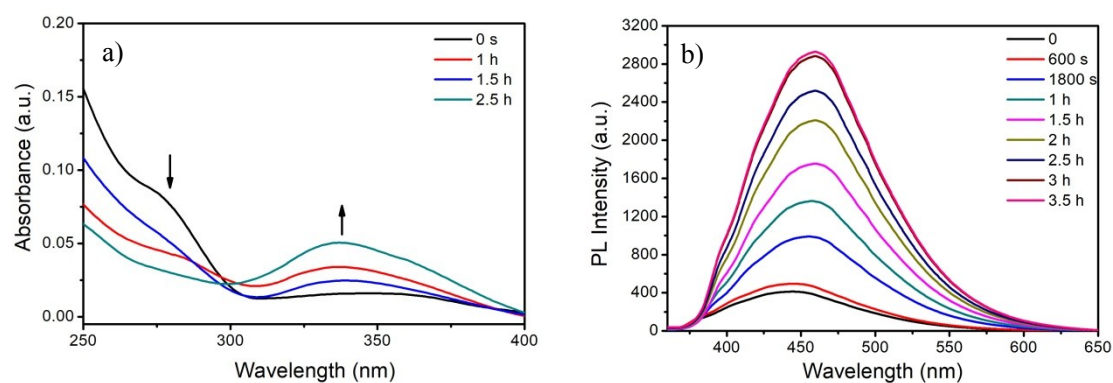 a)
0 s
1 h
1.5 h
2.5 h
0.20
0.15
0.10
0.05
0.00
Absorbance (a.u.)
250
300
350
400
Wavelength (nm)
b)
0
600 s
1800 s
1 h
1.5 h
2 h
2.5 h
3 h
3.5 h
3200
2800
2400
2000
1600
1200
800
400
0
PL Intensity (a.u.)
400
450
500
550
600
650
Wavelength (nm)